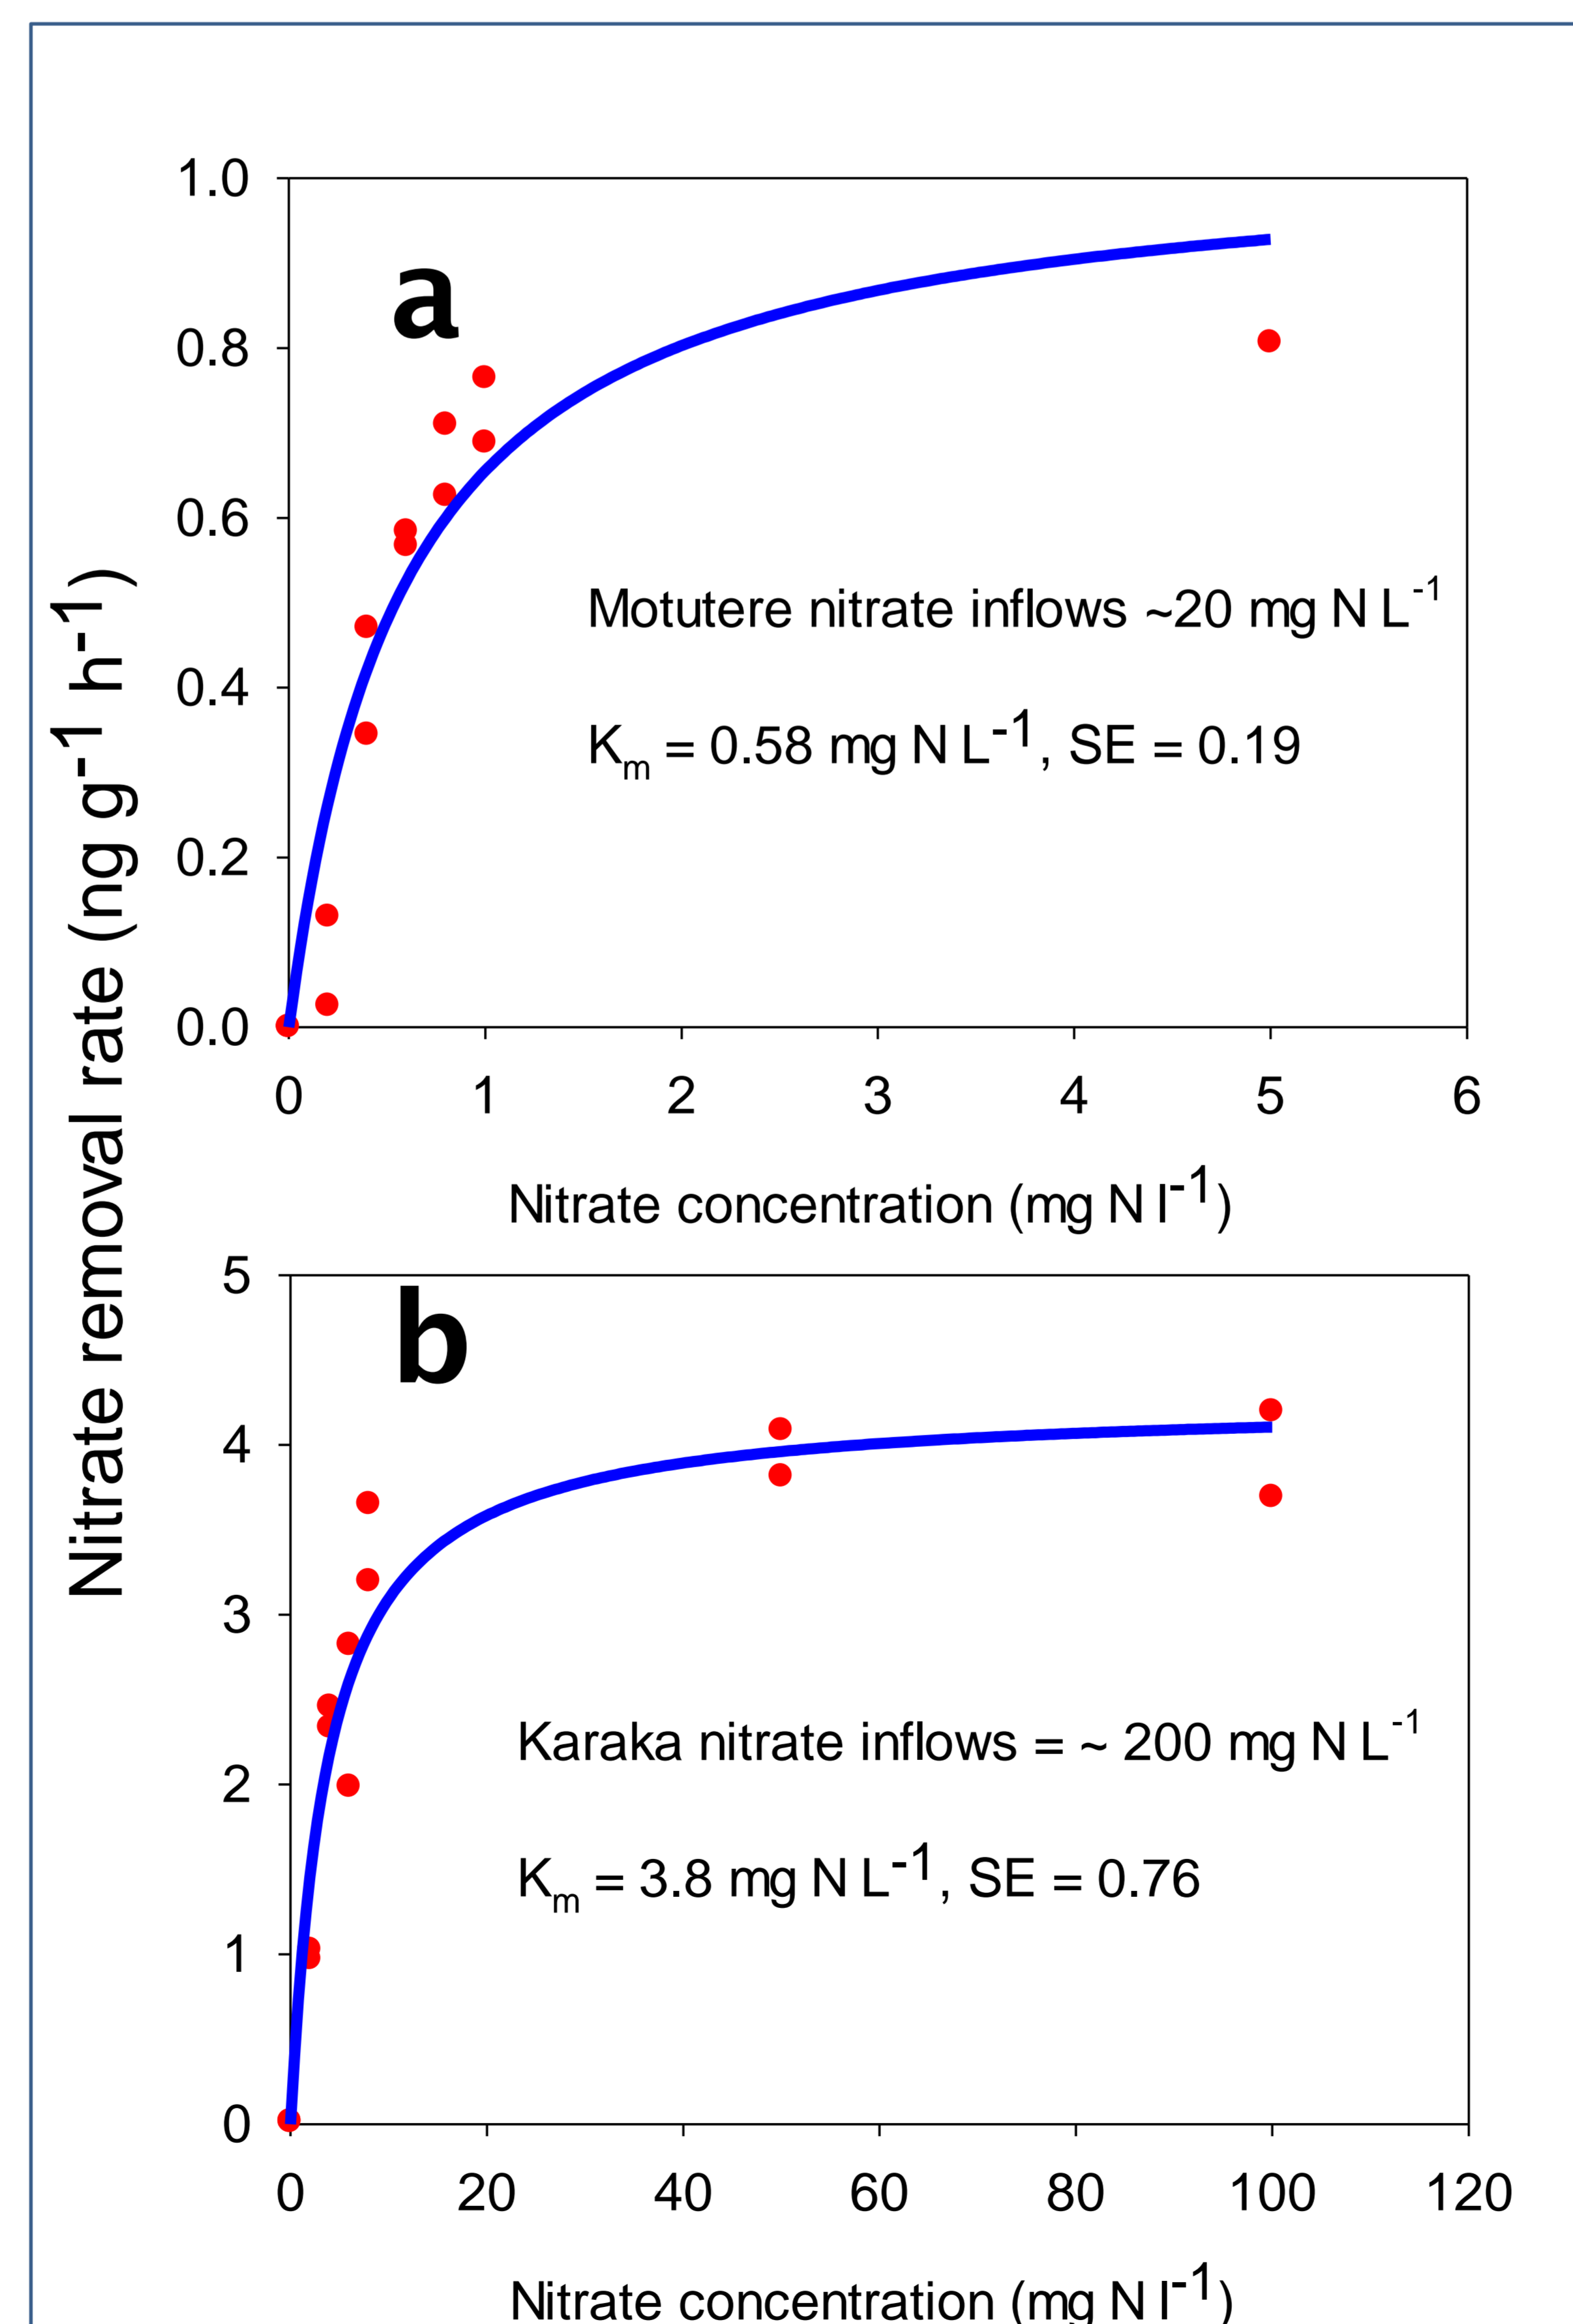 Nitrate removal rate (ng g-1 h-1)
1.0
0.8
0.6
0.4
0.2
0.0
a
Motutere nitrate inflows ~20 mg N L-1
Km = 0.58 mg N L-1, SE = 0.19
0 1 2 3 4 5 6
Nitrate concentration (mg N l-1)
5
4
3
2
1
0
b
Karaka nitrate inflows = ~ 200 mg N L-1
Km = 3.8 mg N L-1, SE = 0.76
0 20 40 60 80 100 120
Nitrate concentration (mg N l-1)